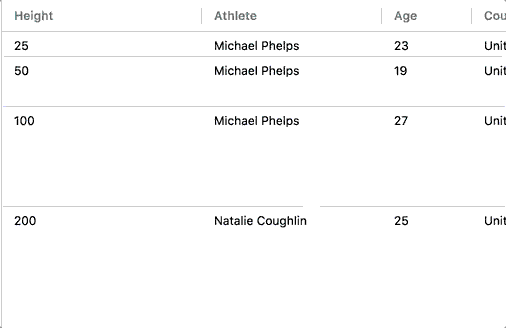 Height Athlete Age Cou
25 Michael Phelps 23 Unit
50 Michael Phelps 19 Unit
100 Michael Phelps 27 Unit
200 Natalie Coughlin 25 Unit